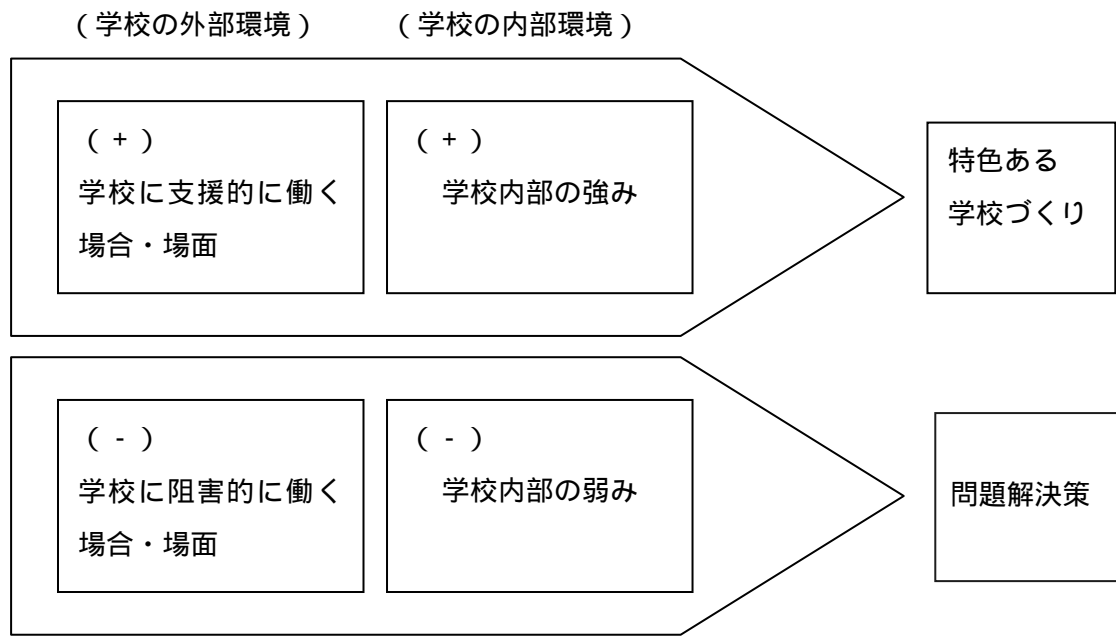 (学校の外部環境) (学校の内部環境)
(+)
学校に支援的に働く
場合・場面
(+)
学校内部の強み
特色ある
学校づくり
(-)
学校に阻害的に働く
場合・場面
(-)
学校内部の弱み
問題解決策